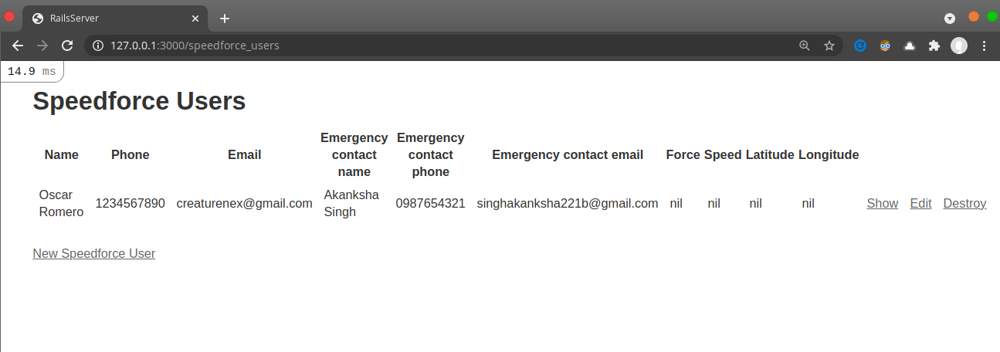 RailsServer
127.0.0.1:3000/speedforce_users
14.9 ms
Speedforce Users
Name Phone Email Emergency contact name Emergency contact phone Emergency contact email Force Speed Latitude Longitude
Oscar Romero 1234567890 creaturenex@gmail.com Akanksha Singh 0987654321 singhakanksha221b@gmail.com nil nil nil nil Show Edit Destroy
New Speedforce User